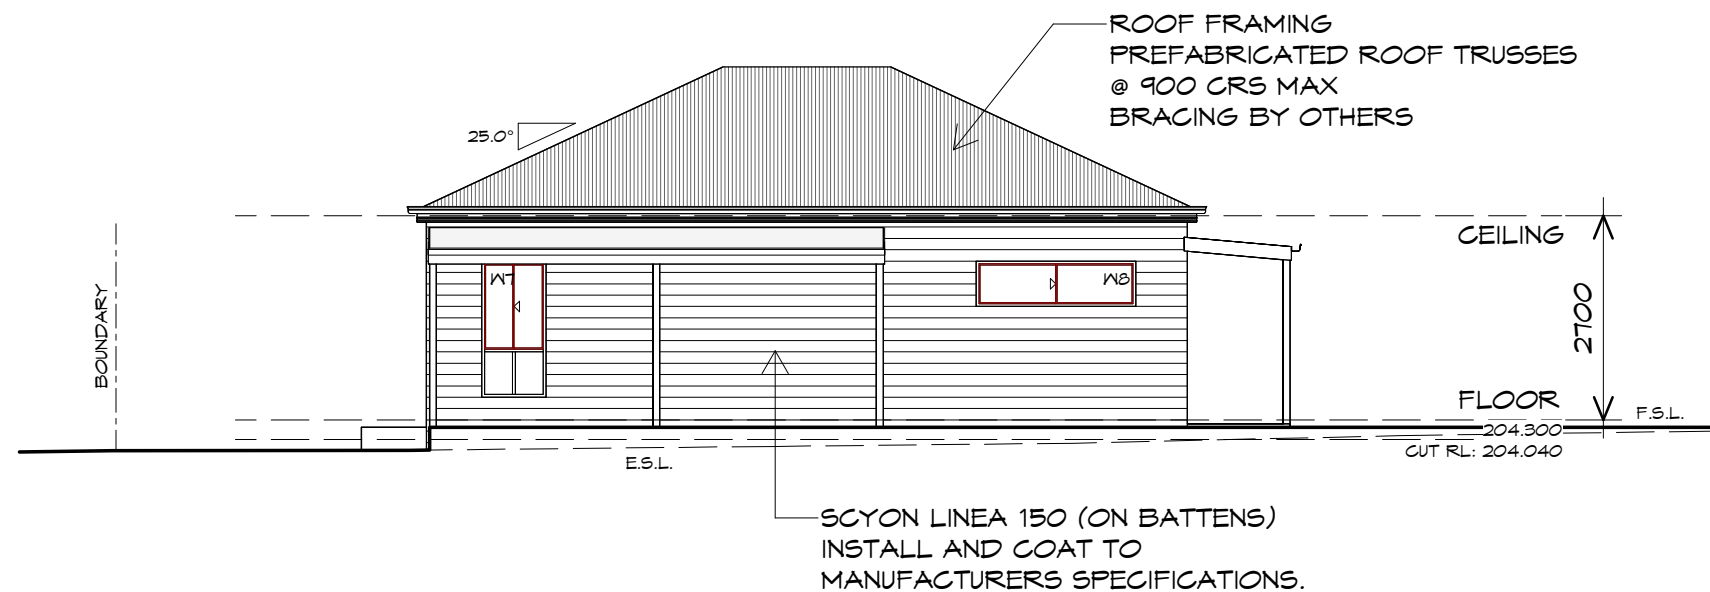 ROOF FRAMING
PREFABRICATED ROOF TRUSSES
@ 900 CRS MAX
BRACING BY OTHERS
25.0°
CEILING
W7
W8
BOUNDARY
2700
FLOOR
F.S.L.
204.300
CUT RL: 204.040
E.S.L.
SCYON LINEA 150 (ON BATTENS)
INSTALL AND COAT TO
MANUFACTURERS SPECIFICATIONS.